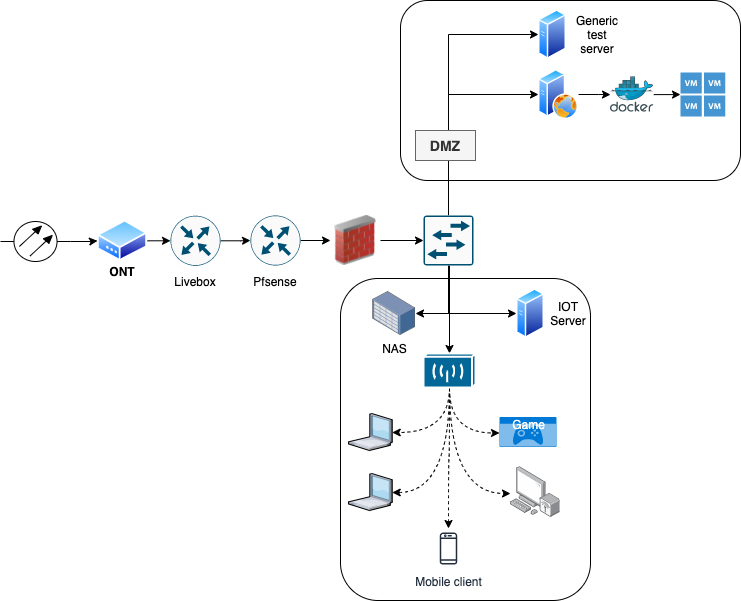 Generic
test
server
VM VM
docker
VM VM
DMZ
ONT
Livebox
Pfsense
IOT
Server
NAS
Game
Mobile client